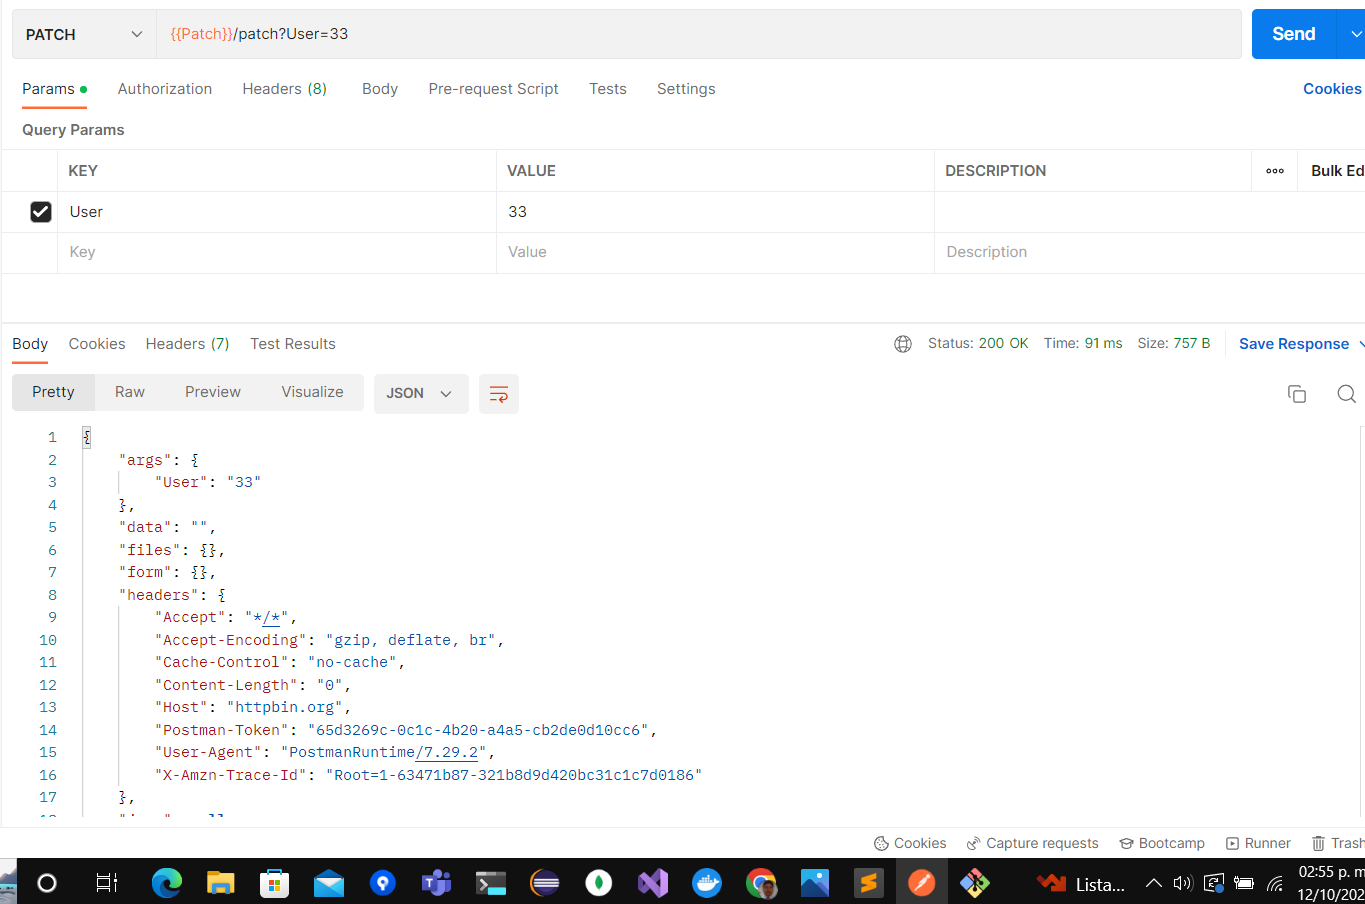 PATCH {{Patch}}/patch?User=33 Send
Params Authorization Headers (8) Body Pre-request Script Tests Settings Cookies
Query Params
KEY VALUE DESCRIPTION Bulk Ed
User 33
Key Value Description
Body Cookies Headers (7) Test Results Status: 200 OK Time: 91 ms Size: 757 B Save Response
Pretty Raw Preview Visualize JSON
1 {
2 "args": {
3 "User": "33"
4 },
5 "data": "",
6 "files": {},
7 "form": {},
8 "headers": {
9 "Accept": "*/*",
10 "Accept-Encoding": "gzip, deflate, br",
11 "Cache-Control": "no-cache",
12 "Content-Length": "0",
13 "Host": "httpbin.org",
14 "Postman-Token": "65d3269c-0c1c-4b20-a4a5-cb2de0d10cc6",
15 "User-Agent": "PostmanRuntime/7.29.2",
16 "X-Amzn-Trace-Id": "Root=1-63471b87-321b8d9d420bc31c1c7d0186"
17 },
Cookies Capture requests Bootcamp Runner Trash
Lista... 02:55 p. m
12/10/202